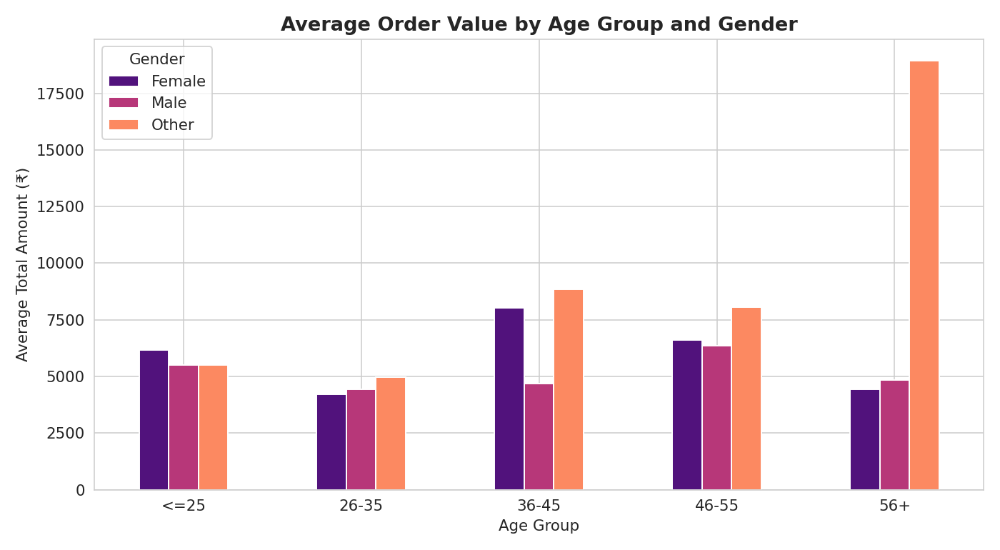 Average Order Value by Age Group and Gender
Gender
Female
Male
Other
Average Total Amount (₹)
17500
15000
12500
10000
7500
5000
2500
0
<=25
26-35
36-45
46-55
56+
Age Group